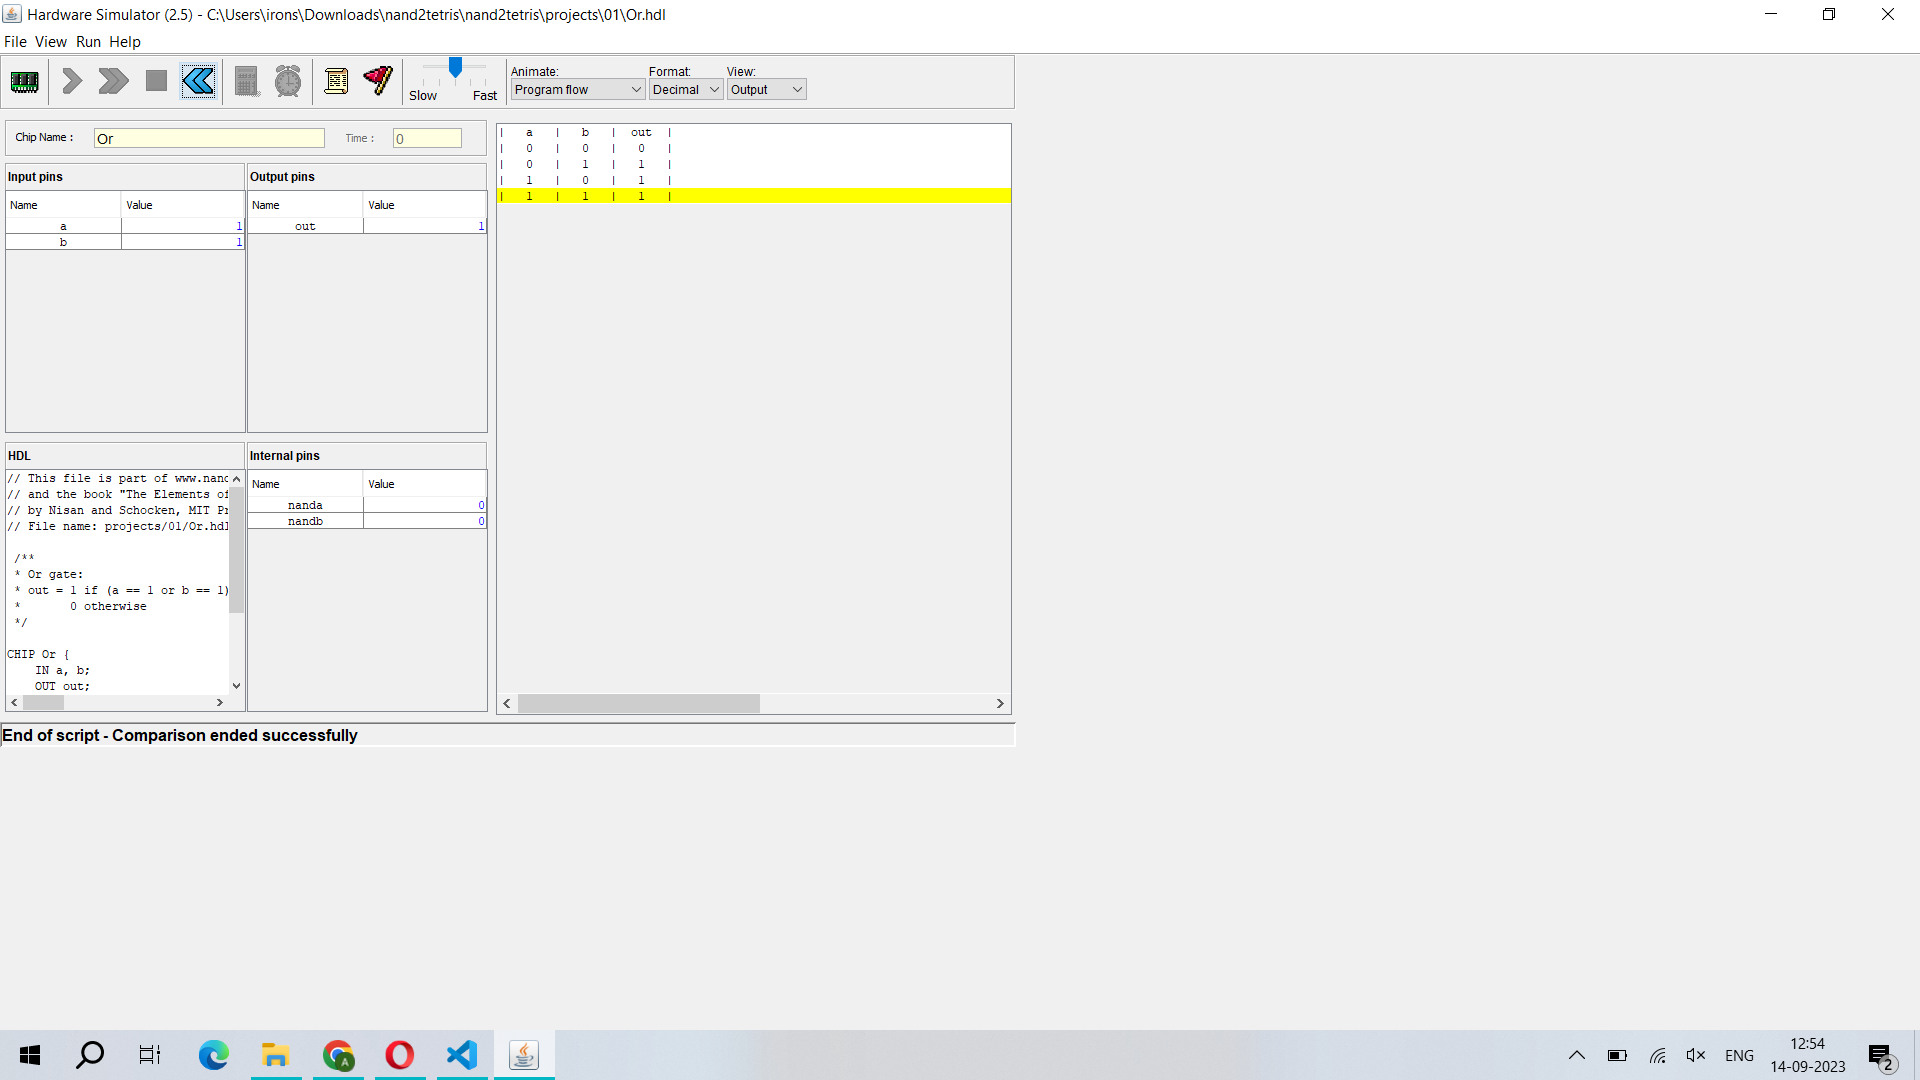 Hardware Simulator (2.5) - C:\Users\irons\Downloads\nand2tetris\nand2tetris\projects\01\Or.hdl
File View Run Help
Slow Fast
Animate: Format: View:
Program flow Decimal Output
Chip Name : Or Time : 0
Input pins
Name Value
a 1
b 1
Output pins
Name Value
out 1
HDL
// This file is part of www.nand
// and the book "The Elements of
// by Nisan and Schocken, MIT Pr
// File name: projects/01/Or.hdl
/**
* Or gate:
* out = 1 if (a == 1 or b == 1)
* 0 otherwise
*/
CHIP Or {
IN a, b;
OUT out;
Internal pins
Name Value
nanda 0
nandb 0
| a | b | out |
| 0 | 0 | 0 |
| 0 | 1 | 1 |
| 1 | 0 | 1 |
| 1 | 1 | 1 |
End of script - Comparison ended successfully
A
ENG
12:54
14-09-2023
2